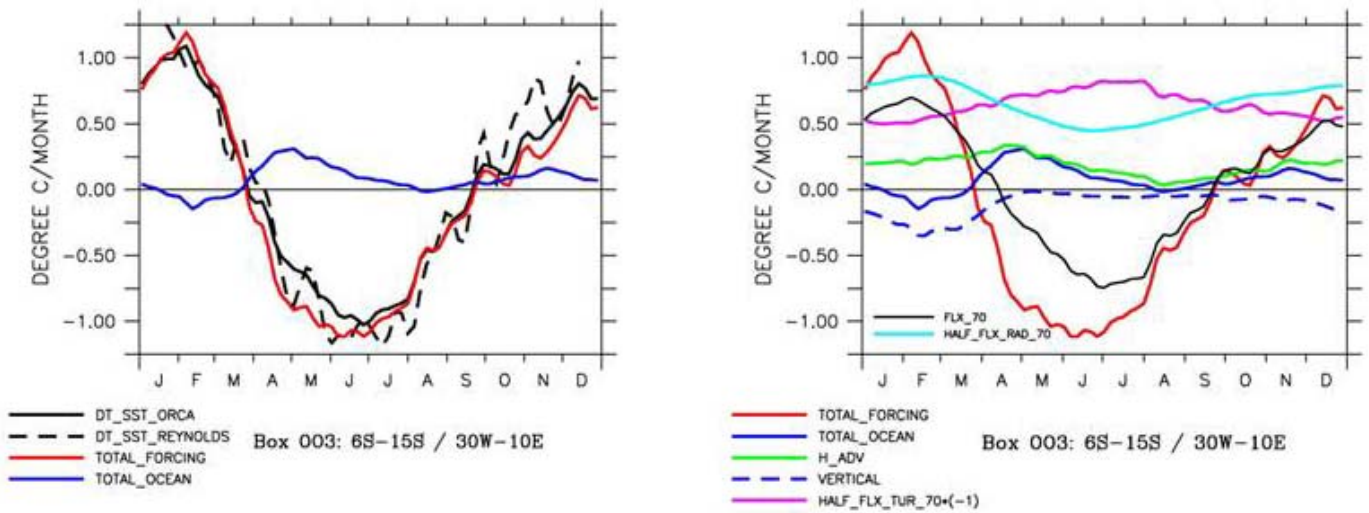 DEGREE C/MONTH
1.00
0.50
0.00
−0.50
−1.00
J F M A M J J A S O N D
DT_SST_ORCA
DT_SST_REYNOLDS
TOTAL_FORCING
TOTAL_OCEAN
Box 003: 6S-15S / 30W-10E
DEGREE C/MONTH
1.00
0.50
0.00
−0.50
−1.00
FLX_70
HALF_FLX_RAD_70
J F M A M J J A S O N D
TOTAL_FORCING
TOTAL_OCEAN
H_ADV
VERTICAL
HALF_FLX_TUR_70*(-1)
Box 003: 6S-15S / 30W-10E